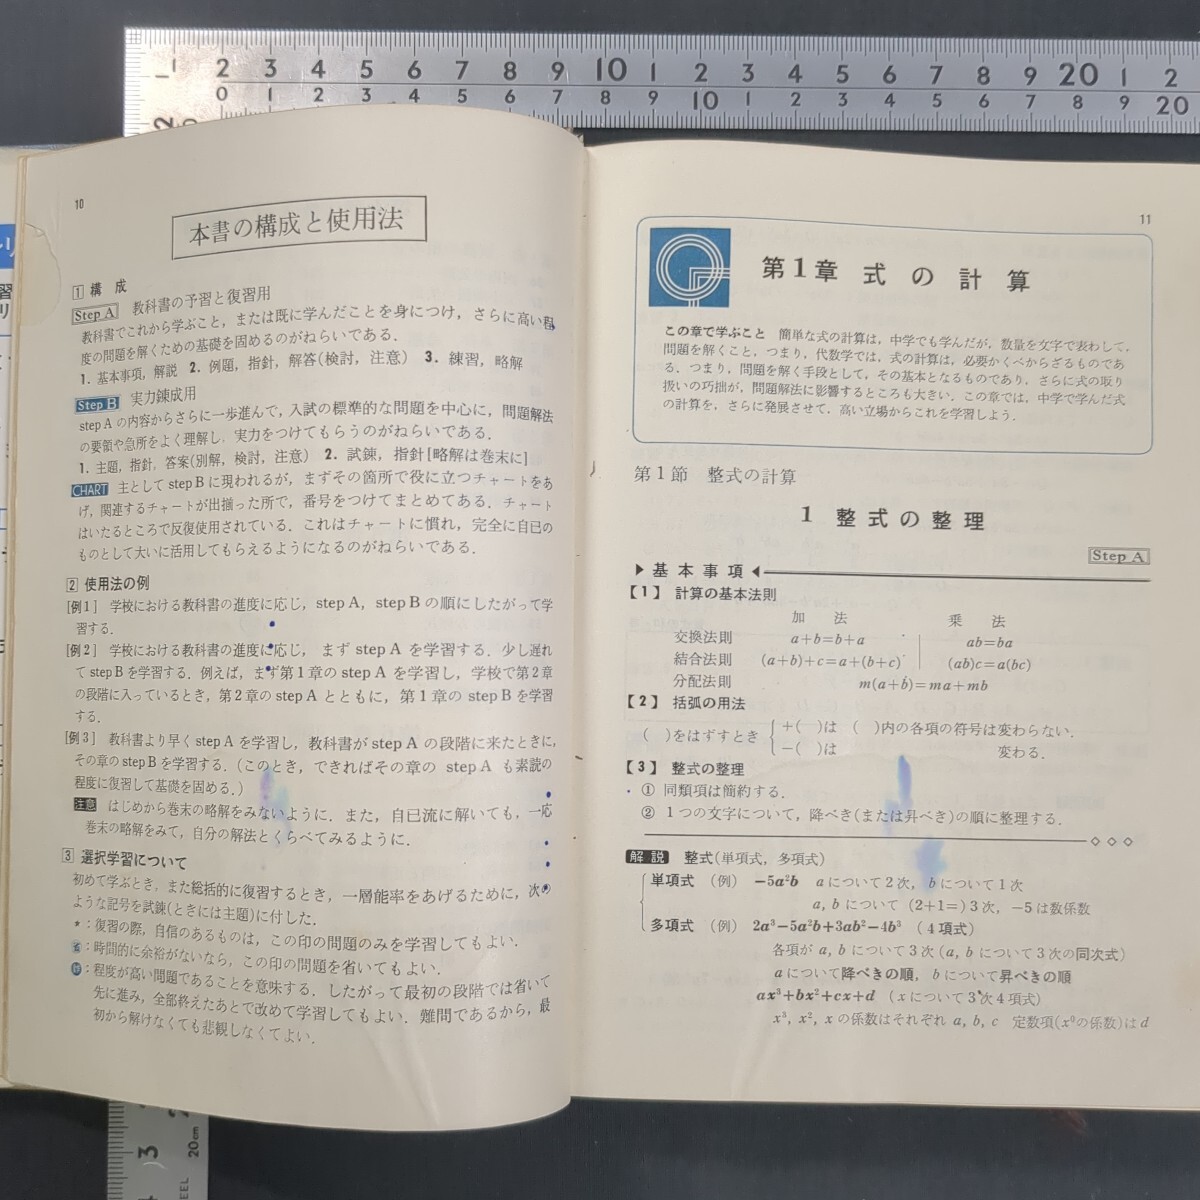 10
本書の構成と使用法
1 構成
Step A 教科書の予習と復習用
教科書でこれから学ぶこと，または既に学んだことを身につけ，さらに高い程
度の問題を解くための基礎を固めるのがねらいである．
1. 基本事項，解説 2. 例題，指針，解答(検討，注意) 3. 練習，略解
Step B 実力錬成用
step A の内容からさらに一歩進んで，入試の標準的な問題を中心に，問題解法
の要領や急所をよく理解し，実力をつけてもらうのがねらいである．
1. 主題，指針，答案(別解，検討，注意) 2. 試錬，指針[略解は巻末に]
CHART 主として step B に現われるが，まずその箇所で役に立つチャートをあ
げ，関連するチャートが出揃った所で，番号をつけてまとめてある．チャート
はいたるところで反復使用されている．これはチャートに慣れ，完全に自己の
ものとして大いに活用してもらえるようになるのがねらいである．
2 使用法の例
[例1] 学校における教科書の進度に応じ，step A，step B の順にしたがって学
習する．
[例2] 学校における教科書の進度に応じ，まず step A を学習する．少し遅れ
て step B を学習する．例えば，まず第1章の step A を学習し，学校で第2章
の段階に入っているとき，第2章の step A とともに，第1章の step B を学習
する．
[例3] 教科書より早く step A を学習し，教科書が step A の段階に来たときに，
その章の step B を学習する．(このとき，できればその章の step A も素読の
程度に復習して基礎を固める．)
注意 はじめから巻末の略解をみないように．また，自己流に解いても，一応
巻末の略解をみて，自分の解法とくらべてみるように．
3 選択学習について
初めて学ぶとき，また総括的に復習するとき，一層能率をあげるために，次の
ような記号を試錬(ときには主題)に付した．
*：復習の際，自信のあるものは，この印の問題のみを学習してもよい．
省：時間的に余裕がないなら，この印の問題を省いてもよい．
：程度が高い問題であることを意味する．したがって最初の段階では省いて
先に進み，全部終えたあとで改めて学習してもよい．難問であるから，最
初から解けなくても悲観しなくてよい．
11
第1章 式の計算
この章で学ぶこと 簡単な式の計算は，中学でも学んだが，数量を文字で表わして，
問題を解くこと，つまり，代数学では，式の計算は，必要かくべからざるものであ
る．つまり，問題を解く手段として，その基本となるものであり，さらに式の取り
扱いの巧拙が，問題解法に影響するところも大きい．この章では，中学で学んだ式
の計算を，さらに発展させて，高い立場からこれを学習しよう．
第1節 整式の計算
1 整式の整理
Step A
▶基本事項◀
【1】 計算の基本法則
加法 乗法
交換法則 a+b=b+a ab=ba
結合法則 (a+b)+c=a+(b+c) (ab)c=a(bc)
分配法則 m(a+b)=ma+mb
【2】 括弧の用法
( )をはずすとき { +( )は ( )内の各項の符号は変わらない．
−( )は 変わる．
【3】 整式の整理
① 同類項は簡約する．
② 1つの文字について，降べき(または昇べき)の順に整理する．
解説 整式(単項式，多項式)
単項式 (例) −5a²b aについて2次，bについて1次
a, b について (2+1=)3次，−5は数係数
多項式 (例) 2a³−5a²b+3ab²−4b³ (4項式)
各項が a, b について3次(a, b について3次の同次式)
aについて降べきの順，bについて昇べきの順
ax³+bx²+cx+d (xについて3次4項式)
x³, x², x の係数はそれぞれ a, b, c 定数項(x⁰の係数)は d
1 2 3 4 5 6 7 8 9 10 1 2 3 4 5 6 7 8 9 20 1 2
0 1 2 3 4 5 6 7 8 9 10 1 2 3 4 5 6 7 8 9 20
3
20cm